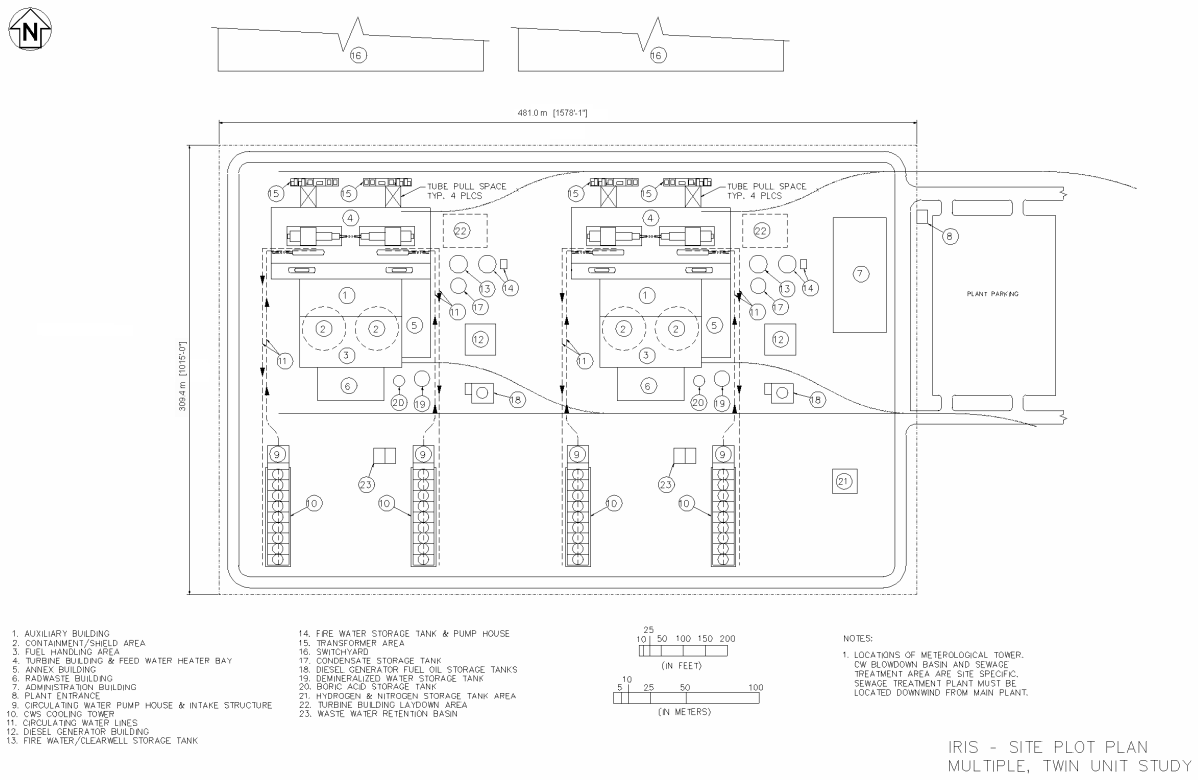 N
16
16
481.0 m [1578'-1"]
309.4 m [1015'-0"]
15
15
TUBE PULL SPACE
TYP. 4 PLCS
15
15
TUBE PULL SPACE
TYP. 4 PLCS
4
22
4
22
8
13
14
13
14
7
PLANT PARKING
1
17
11
1
17
11
2
2
5
12
2
2
5
12
3
11
3
11
6
20
19
18
6
20
19
18
9
9
9
9
23
23
21
10
10
10
10
1. AUXILIARY BUILDING
2. CONTAINMENT/SHIELD AREA
3. FUEL HANDLING AREA
4. TURBINE BUILDING & FEED WATER HEATER BAY
5. ANNEX BUILDING
6. RADWASTE BUILDING
7. ADMINISTRATION BUILDING
8. PLANT ENTRANCE
9. CIRCULATING WATER PUMP HOUSE & INTAKE STRUCTURE
10. CWS COOLING TOWER
11. CIRCULATING WATER LINES
12. DIESEL GENERATOR BUILDING
13. FIRE WATER/CLEARWELL STORAGE TANK
14. FIRE WATER STORAGE TANK & PUMP HOUSE
15. TRANSFORMER AREA
16. SWITCHYARD
17. CONDENSATE STORAGE TANK
18. DIESEL GENERATOR FUEL OIL STORAGE TANKS
19. DEMINERALIZED WATER STORAGE TANK
20. BORIC ACID STORAGE TANK
21. HYDROGEN & NITROGEN STORAGE TANK AREA
22. TURBINE BUILDING LAYDOWN AREA
23. WASTE WATER RETENTION BASIN
25
10 50 100 150 200
(IN FEET)
10
5 25 50 100
(IN METERS)
NOTES:
1. LOCATIONS OF METEROLOGICAL TOWER.
CW BLOWDOWN BASIN AND SEWAGE
TREATMENT AREA ARE SITE SPECIFIC.
SEWAGE TREATMENT PLANT MUST BE
LOCATED DOWNWIND FROM MAIN PLANT.
IRIS - SITE PLOT PLAN
MULTIPLE, TWIN UNIT STUDY